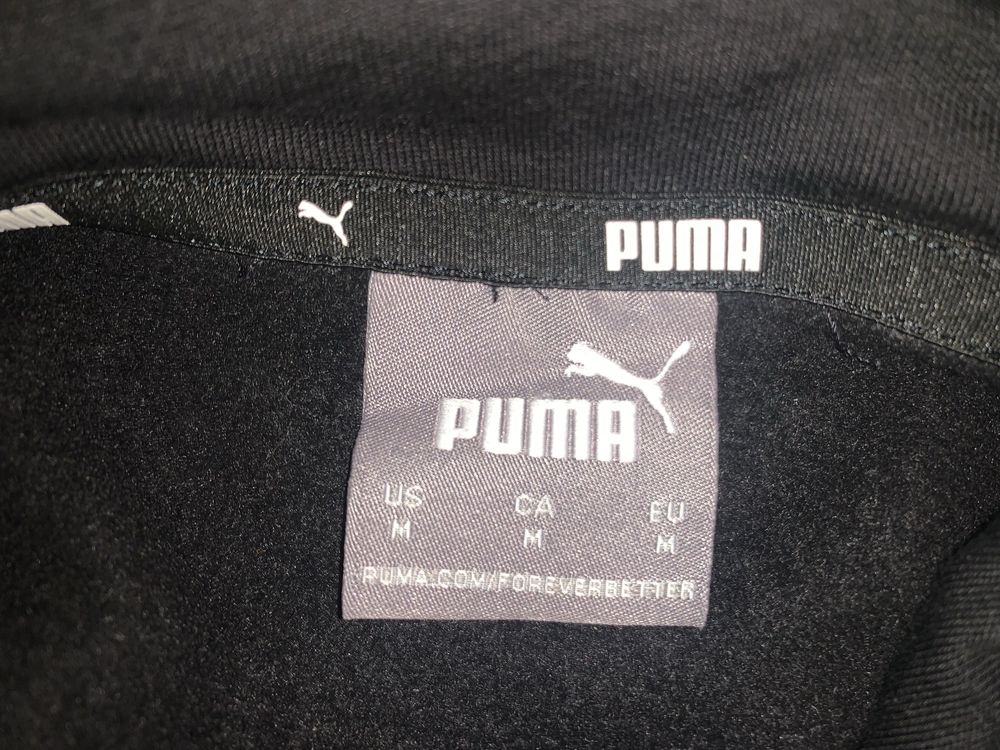 PUMA
PUMA
US CA EU
M M M
PUMA.COM/FOREVERBETTER